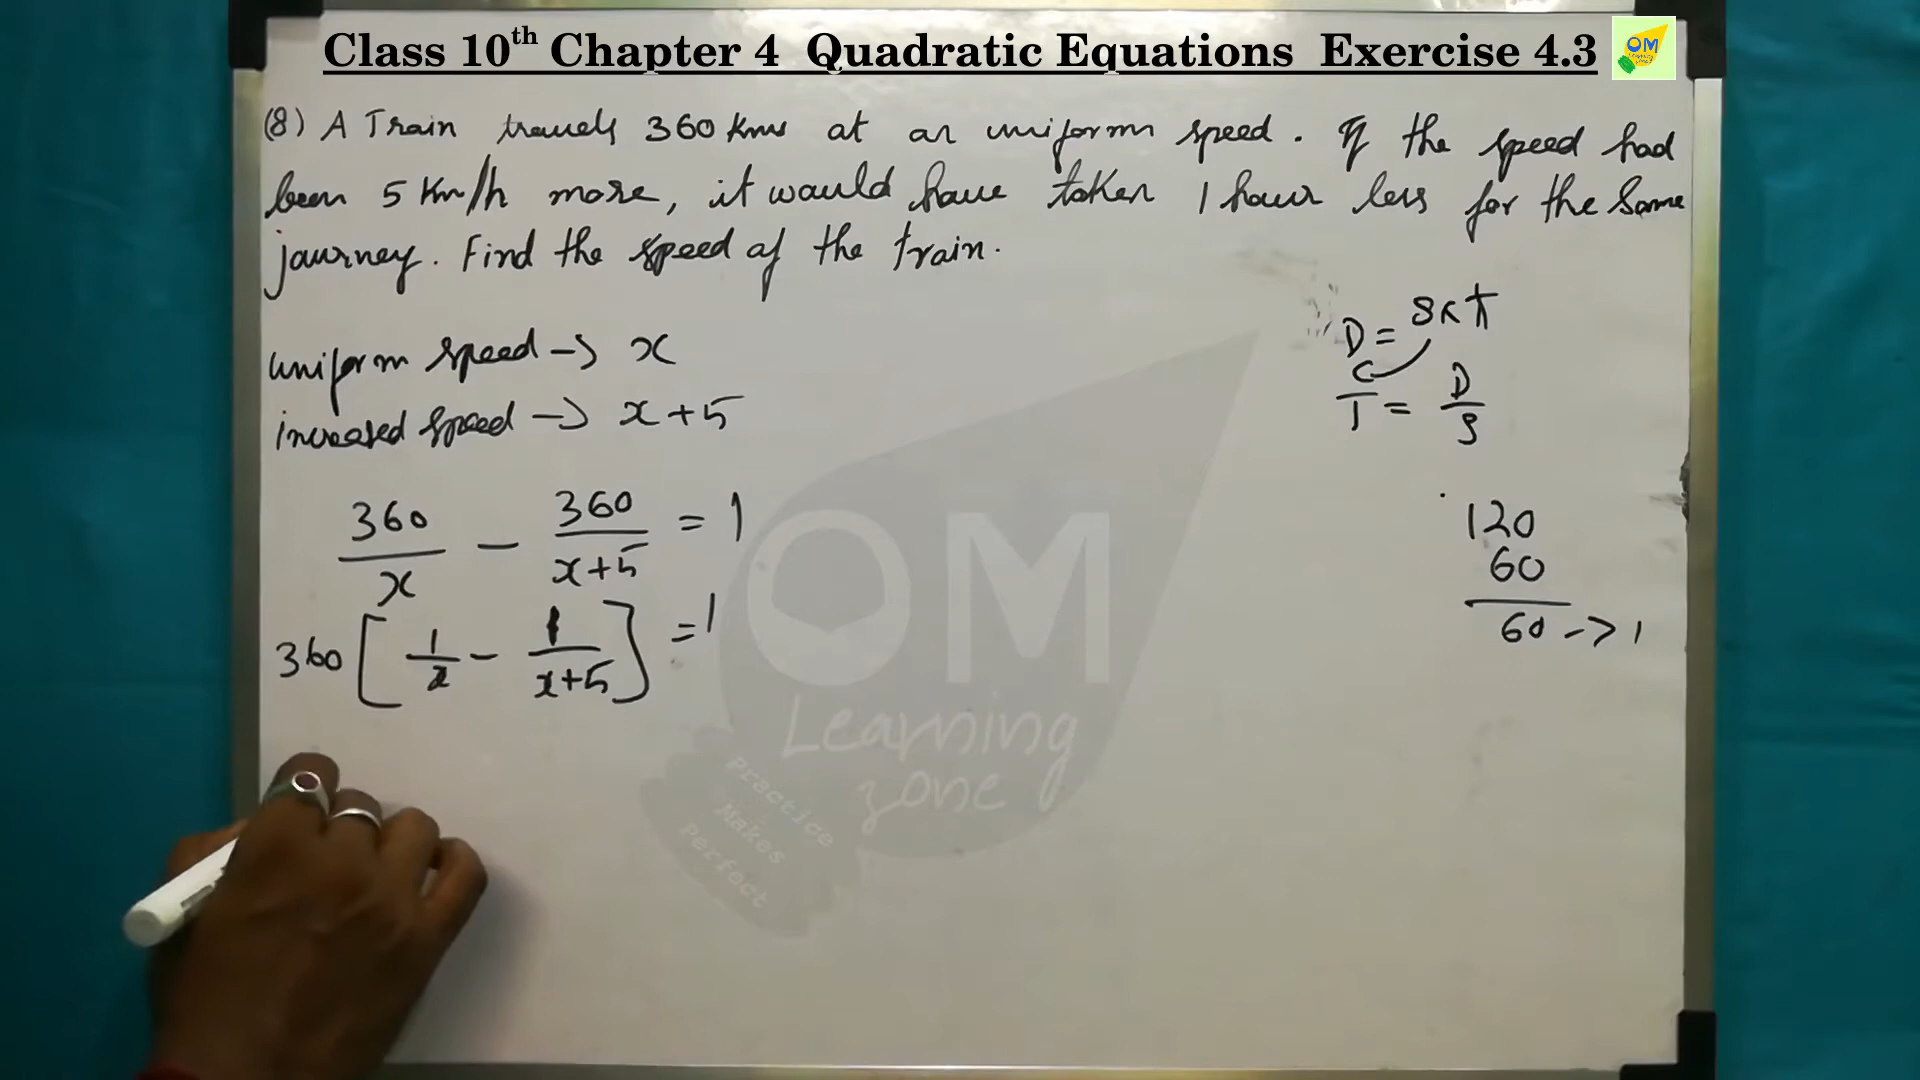 Class 10th Chapter 4 Quadratic Equations Exercise 4.3
OM
(8) A Train travels 360 Kms at an uniform speed. If the speed had
been 5 Km/h more, it would have taken 1 hour less for the same
journey. Find the speed of the train.
D = S x T
T = D/S
uniform speed -> x
increased speed -> x+5
360/x - 360/x+5 = 1
360 [ 1/x - 1/x+5 ] = 1
120
60
60 -> 1
OM
Learning
zone
Practice
Makes
Perfect